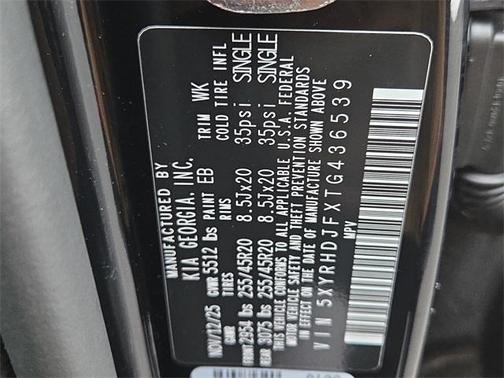 MANUFACTURED BY
KIA GEORGIA, INC.
NOV/12/25 GVWR 5512 lbs PAINT EB TRIM WK
GWR TIRES RIMS COLD TIRE INFL
FRONT 2954 lbs 255/45R20 8.5Jx20 35psi SINGLE
REAR 3075 lbs 255/45R20 8.5Jx20 35psi SINGLE
THIS VEHICLE CONFORMS TO ALL APPLICABLE U.S.A. FEDERAL
MOTOR VEHICLE SAFETY AND THEFT PREVENTION STANDARDS
IN EFFECT ON THE DATE OF MANUFACTURE SHOWN ABOVE
VIN 5XYRHDJFXTG436539
MPV